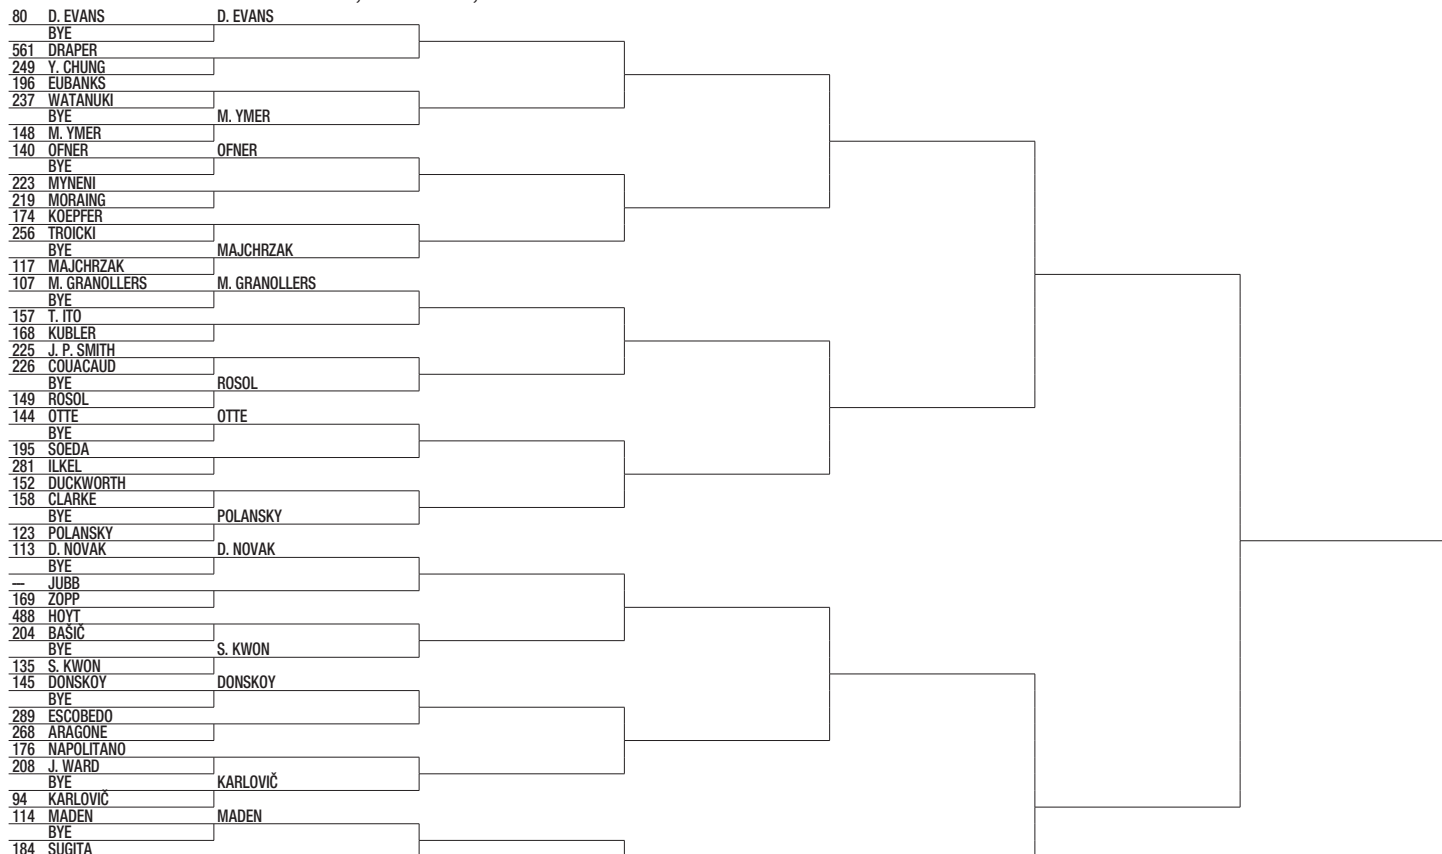 80 D. EVANS D. EVANS
BYE
561 DRAPER
249 Y. CHUNG
196 EUBANKS
237 WATANUKI
BYE M. YMER
148 M. YMER
140 OFNER OFNER
BYE
223 MYNENI
219 MORAING
174 KOEPFER
256 TROICKI
BYE MAJCHRZAK
117 MAJCHRZAK
107 M. GRANOLLERS M. GRANOLLERS
BYE
157 T. ITO
168 KUBLER
225 J. P. SMITH
226 COUACAUD
BYE ROSOL
149 ROSOL
144 OTTE OTTE
BYE
195 SOEDA
281 ILKEL
152 DUCKWORTH
158 CLARKE
BYE POLANSKY
123 POLANSKY
113 D. NOVAK D. NOVAK
BYE
— JUBB
169 ZOPP
488 HOYT
204 BAŠIČ
BYE S. KWON
135 S. KWON
145 DONSKOY DONSKOY
BYE
289 ESCOBEDO
268 ARAGONE
176 NAPOLITANO
208 J. WARD
BYE KARLOVIČ
94 KARLOVIČ
114 MADEN MADEN
BYE
184 SUGITA